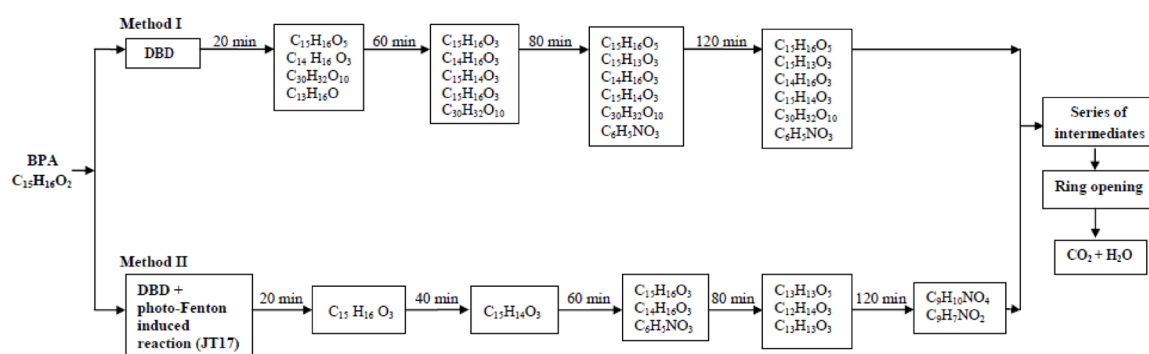 Method I
DBD
20 min
C₁₅H₁₆O₅
C₁₄ H₁₆ O₃
C₃₀H₃₂O₁₀
C₁₃H₁₆O
60 min
C₁₅H₁₆O₃
C₁₄H₁₆O₃
C₁₅H₁₄O₃
C₁₅H₁₆O₃
C₃₀H₃₂O₁₀
80 min
C₁₅H₁₆O₅
C₁₅H₁₃O₃
C₁₄H₁₆O₃
C₁₅H₁₄O₃
C₃₀H₃₂O₁₀
C₆H₅NO₃
120 min
C₁₅H₁₆O₅
C₁₅H₁₃O₃
C₁₄H₁₆O₃
C₁₅H₁₄O₃
C₃₀H₃₂O₁₀
C₆H₅NO₃
BPA
C₁₅H₁₆O₂
Method II
DBD +
photo-Fenton
induced
reaction (JT17)
20 min
C₁₅ H₁₆ O₃
40 min
C₁₅H₁₄O₃
60 min
C₁₅H₁₆O₃
C₁₄H₁₆O₃
C₆H₅NO₃
80 min
C₁₃H₁₃O₅
C₁₂H₁₄O₃
C₁₃H₁₃O₃
120 min
C₉H₁₀NO₄
C₉H₇NO₂
Series of
intermediates
Ring opening
CO₂ + H₂O